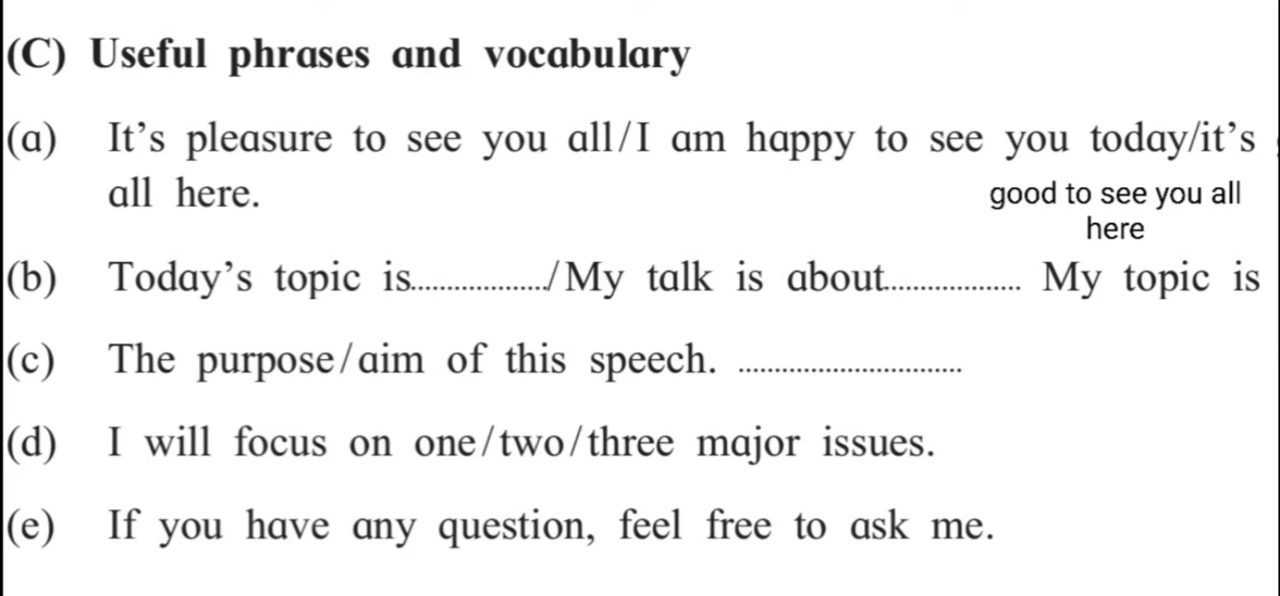 (C) Useful phrases and vocabulary
(a) It's pleasure to see you all/I am happy to see you today/it's
all here.
good to see you all
here
(b) Today's topic is................../My talk is about.................. My topic is
(c) The purpose/aim of this speech. ..............................
(d) I will focus on one/two/three major issues.
(e) If you have any question, feel free to ask me.